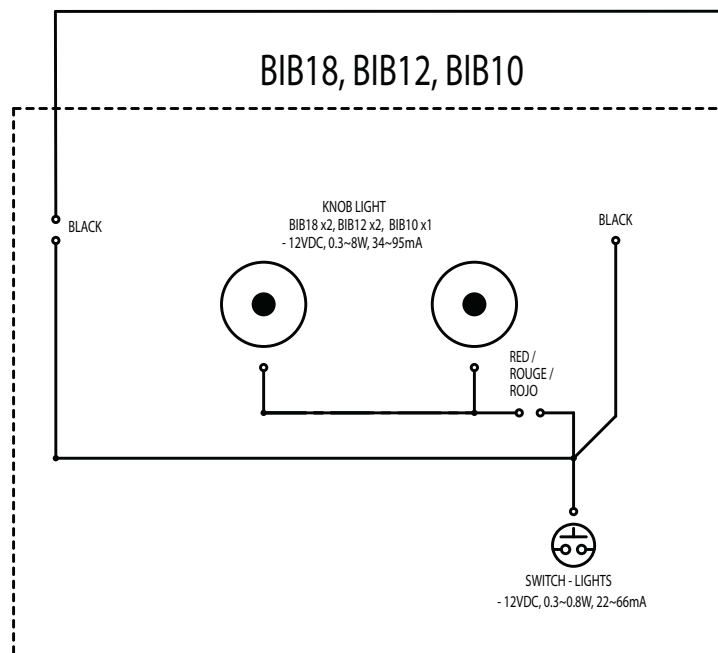 BIB18, BIB12, BIB10
KNOB LIGHT
BIB18 x2, BIB12 x2, BIB10 x1
- 12VDC, 0.3~8W, 34~95mA
BLACK
BLACK
RED /
ROUGE /
ROJO
SWITCH - LIGHTS
- 12VDC, 0.3~0.8W, 22~66mA